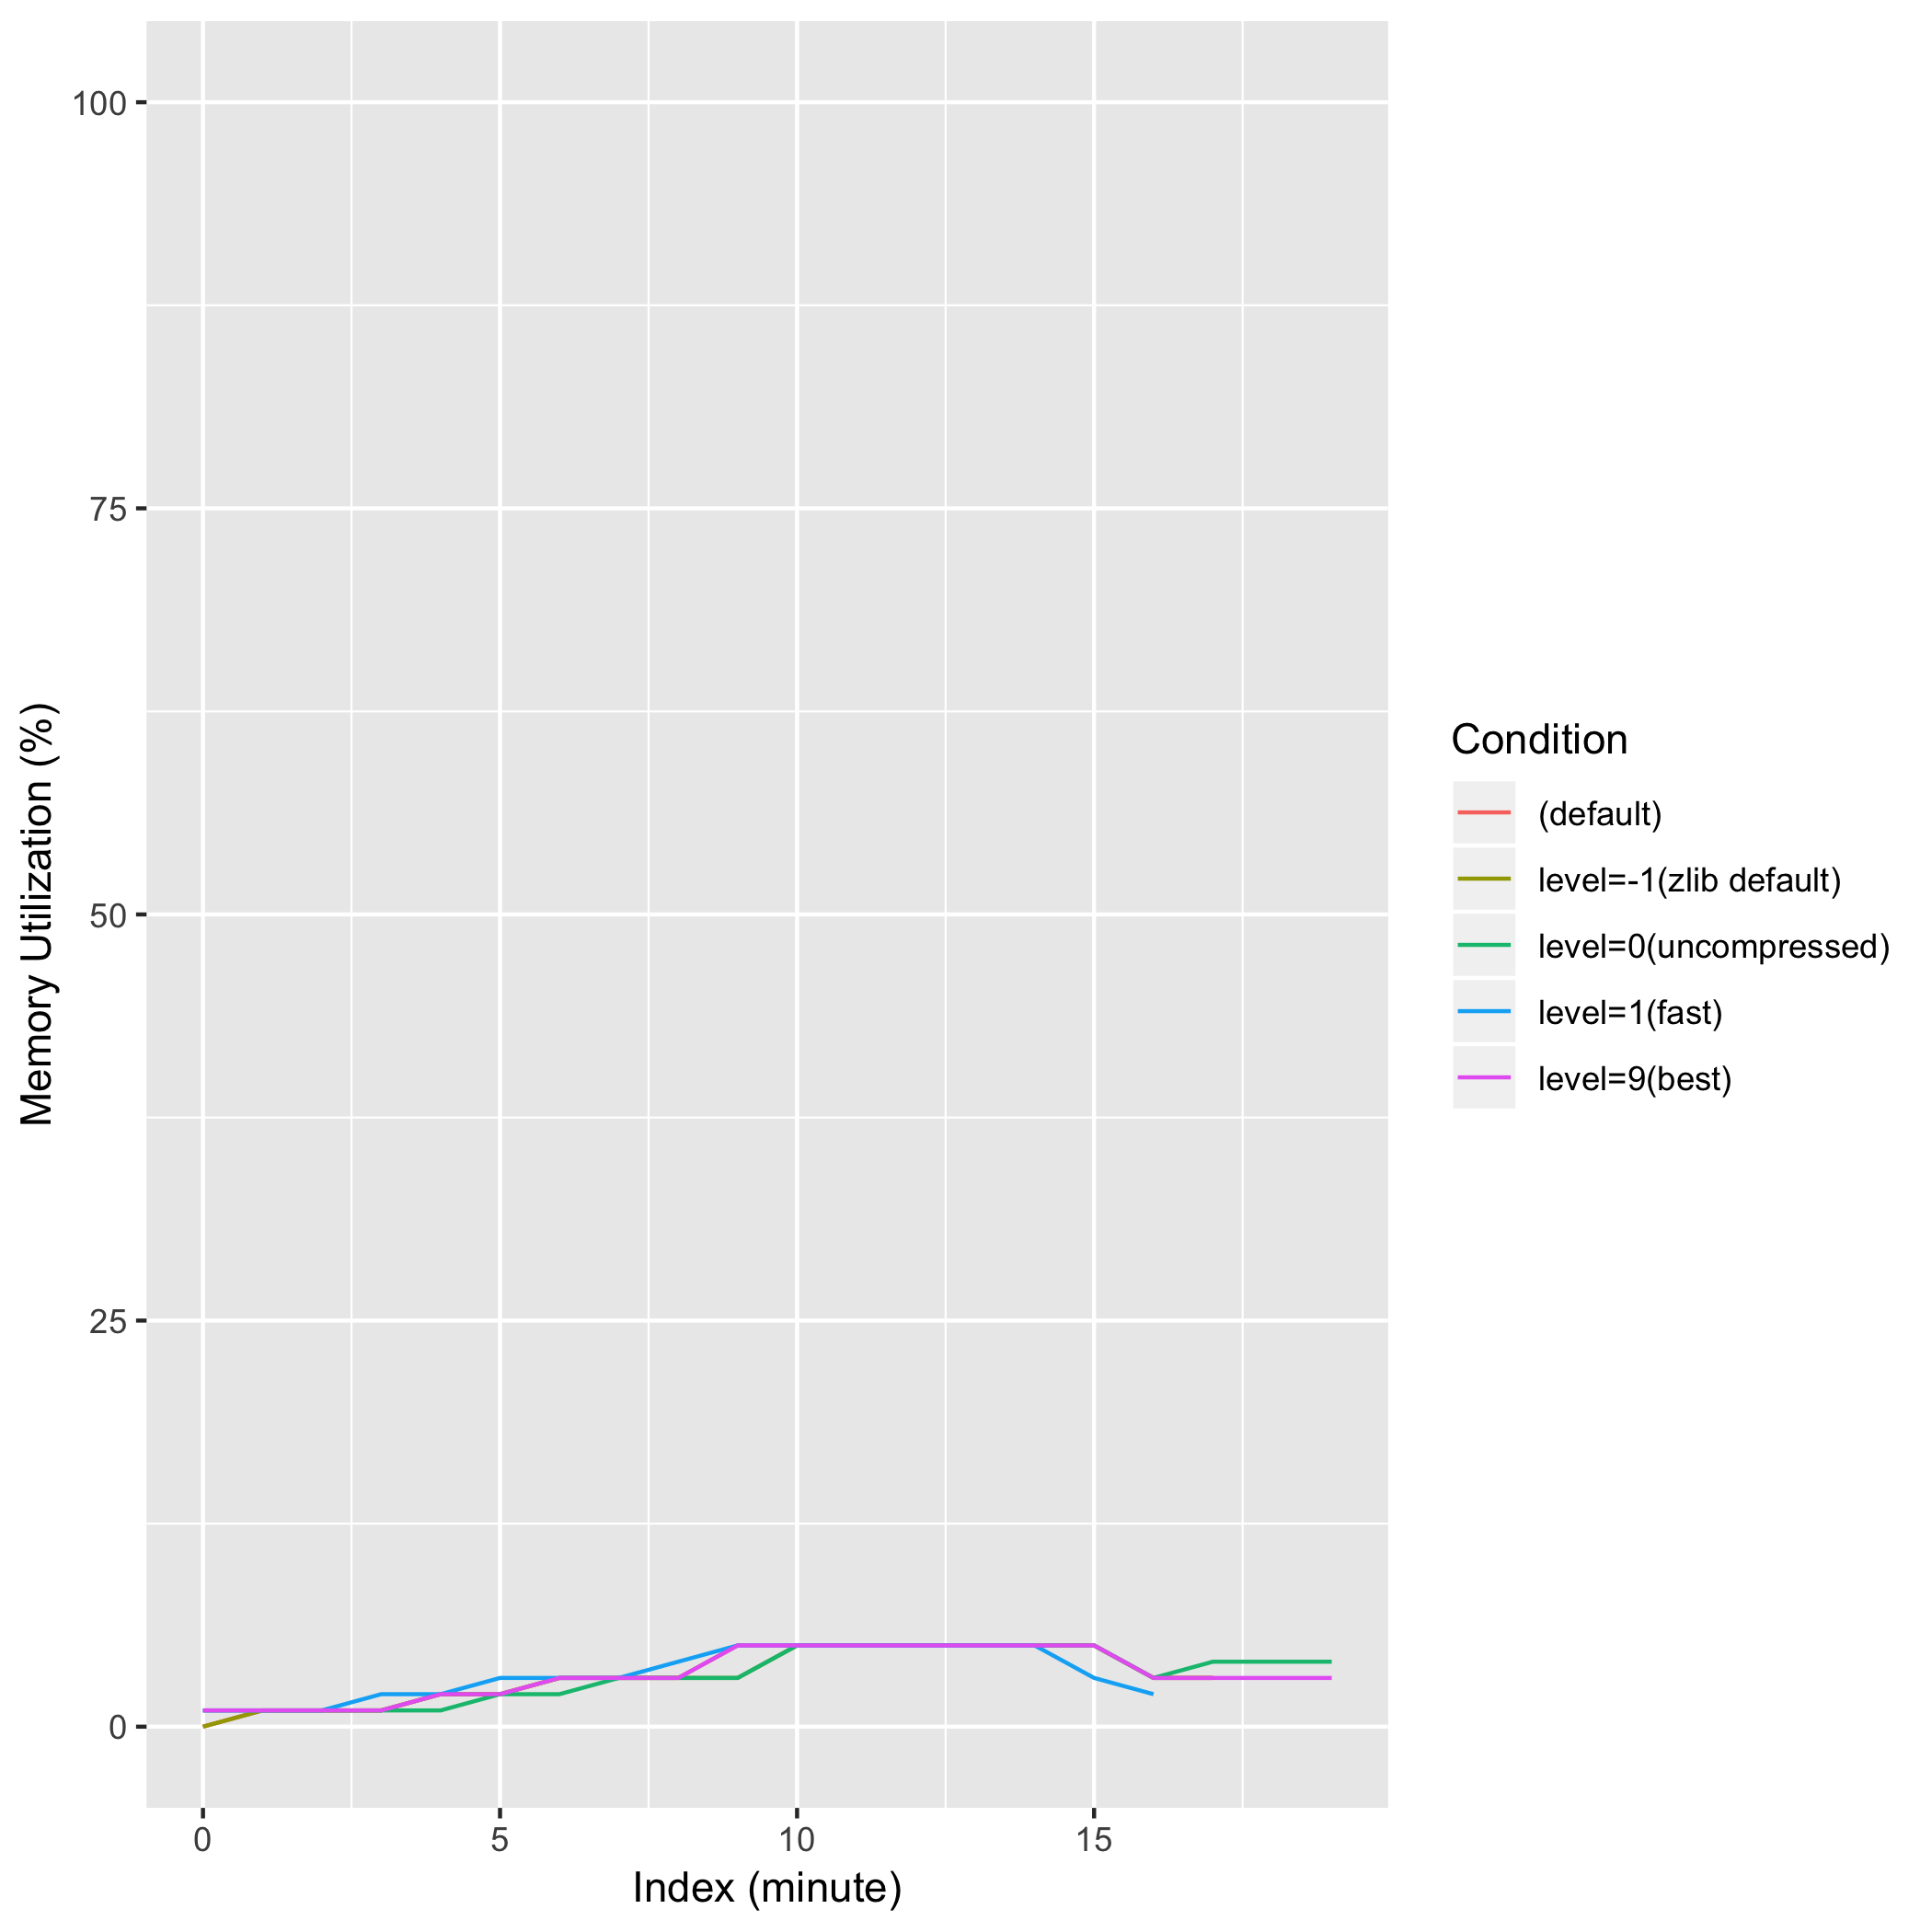 Memory Utilization (%)
100
75
50
25
0
0
5
10
15
Index (minute)
Condition
(default)
level=-1(zlib default)
level=0(uncompressed)
level=1(fast)
level=9(best)